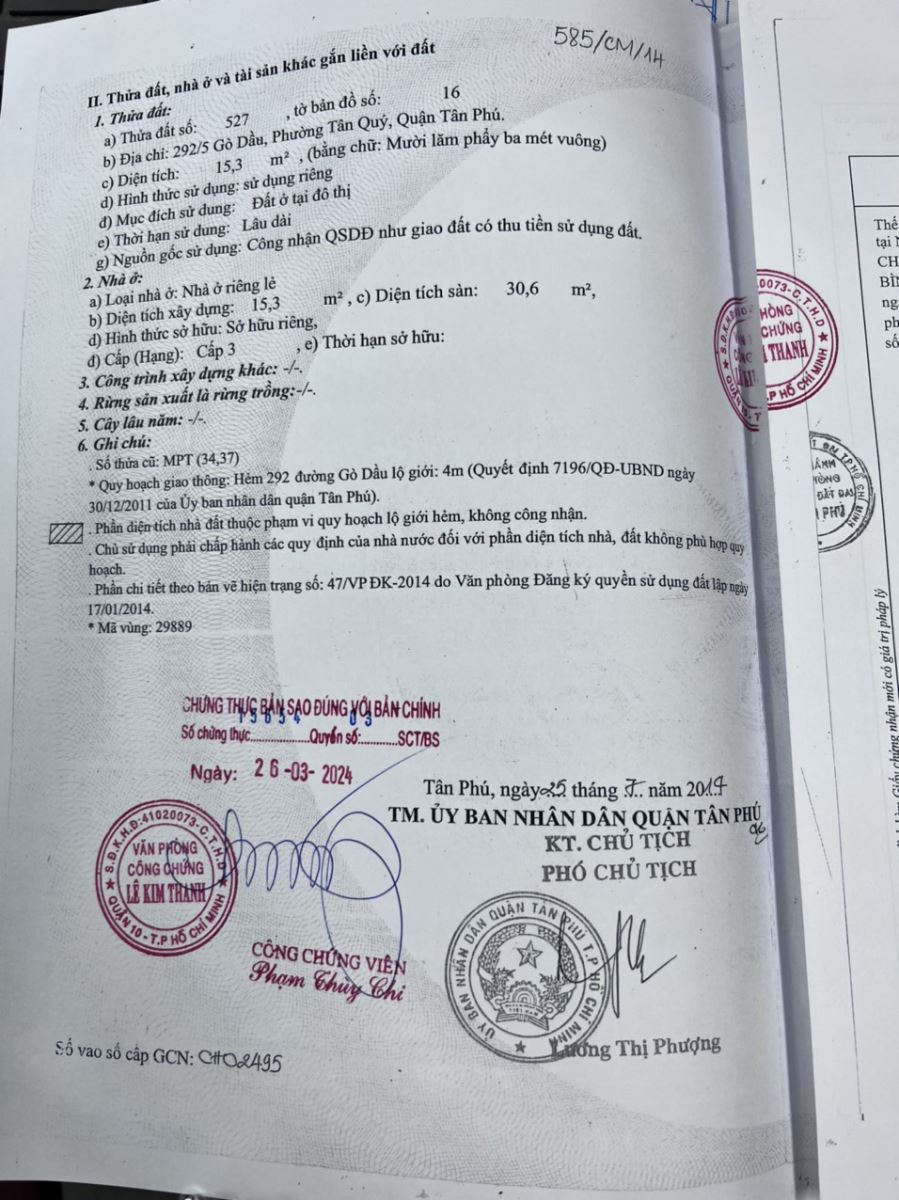 585/CM/14
II. Thửa đất, nhà ở và tài sản khác gắn liền với đất
1. Thửa đất:
a) Thửa đất số: 527 , tờ bản đồ số: 16
b) Địa chỉ: 292/5 Gò Dầu, Phường Tân Quý, Quận Tân Phú.
c) Diện tích: 15,3 m² , (bằng chữ: Mười lăm phẩy ba mét vuông)
d) Hình thức sử dụng: sử dụng riêng
đ) Mục đích sử dụng: Đất ở tại đô thị
e) Thời hạn sử dụng: Lâu dài
g) Nguồn gốc sử dụng: Công nhận QSDĐ như giao đất có thu tiền sử dụng đất.
2. Nhà ở:
a) Loại nhà ở: Nhà ở riêng lẻ
b) Diện tích xây dựng: 15,3 m² , c) Diện tích sàn: 30,6 m²,
d) Hình thức sở hữu: Sở hữu riêng,
đ) Cấp (Hạng): Cấp 3 , e) Thời hạn sở hữu:
3. Công trình xây dựng khác: -/-.
4. Rừng sản xuất là rừng trồng:-/-.
5. Cây lâu năm: -/-.
6. Ghi chú:
. Số thửa cũ: MPT (34,37)
* Quy hoạch giao thông: Hẻm 292 đường Gò Dầu lộ giới: 4m (Quyết định 7196/QĐ-UBND ngày
30/12/2011 của Ủy ban nhân dân quận Tân Phú).
. Phần diện tích nhà đất thuộc phạm vi quy hoạch lộ giới hẻm, không công nhận.
. Chủ sử dụng phải chấp hành các quy định của nhà nước đối với phần diện tích nhà, đất không phù hợp quy
hoạch.
. Phần chi tiết theo bản vẽ hiện trạng số: 47/VPĐK-2014 do Văn phòng Đăng ký quyền sử dụng đất lập ngày
17/01/2014.
* Mã vùng: 29889
CHỨNG THỰC BẢN SAO ĐÚNG VỚI BẢN CHÍNH
Số chứng thực............Quyển số:..........SCT/BS
Ngày: 26-03-2024
S.Đ.K.H.Đ:41020073-C.T.H.D
VĂN PHÒNG
CÔNG CHỨNG
LÊ KIM THANH
QUẬN 10 - T.P HỒ CHÍ MINH
CÔNG CHỨNG VIÊN
Phạm Thùy Chi
Tân Phú, ngày 25 tháng 7.. năm 2014
TM. ỦY BAN NHÂN DÂN QUẬN TÂN PHÚ
KT. CHỦ TỊCH
PHÓ CHỦ TỊCH
ỦY BAN NHÂN DÂN QUẬN TÂN PHÚ T.P HỒ CHÍ MINH
Lương Thị Phượng
Số vào sổ cấp GCN: CH02495
0073-C.T.H.D
HÒNG
CHỨNG
THANH
T.P HỒ CHÍ MINH
Thế
tại
CH
ng
ph
số
ĐẤT ĐAI
PHÚ
Giấy chứng nhận mới có giá trị pháp lý